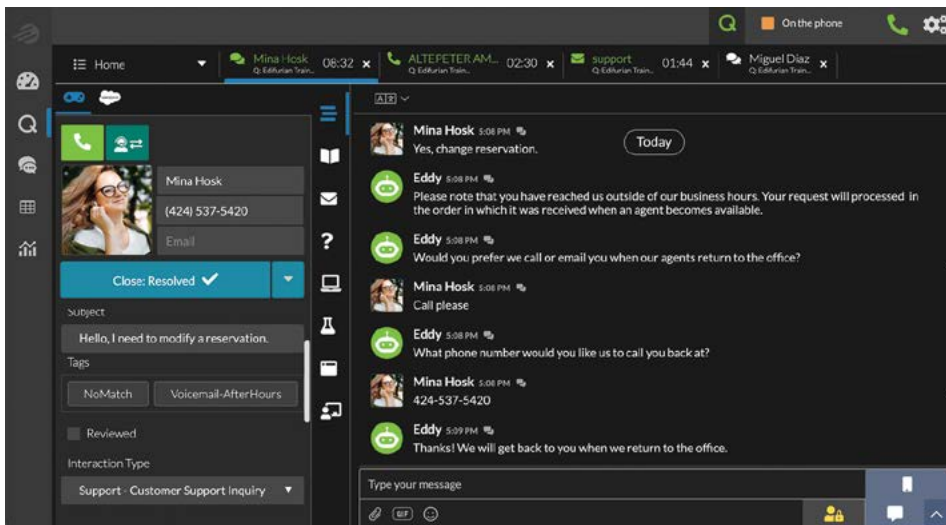 On the phone
Home
Mina Hosk
Q: Edifurian Train..
08:32
ALTEPETER AM...
Q: Edifurian Train..
02:30
support
Q: Edifurian Train..
01:44
Miguel Diaz
Q: Edifurian Train..
Mina Hosk
(424) 537-5420
Email
Close: Resolved
Subject
Hello, I need to modify a reservation.
Tags
NoMatch
Voicemail-AfterHours
Reviewed
Interaction Type
Support - Customer Support Inquiry
Today
Mina Hosk 5:08 PM
Yes, change reservation.
Eddy 5:08 PM
Please note that you have reached us outside of our business hours. Your request will processed in
the order in which it was received when an agent becomes available.
Eddy 5:08 PM
Would you prefer we call or email you when our agents return to the office?
Mina Hosk 5:08 PM
Call please
Eddy 5:08 PM
What phone number would you like us to call you back at?
Mina Hosk 5:08 PM
424-537-5420
Eddy 5:09 PM
Thanks! We will get back to you when we return to the office.
Type your message
GIF